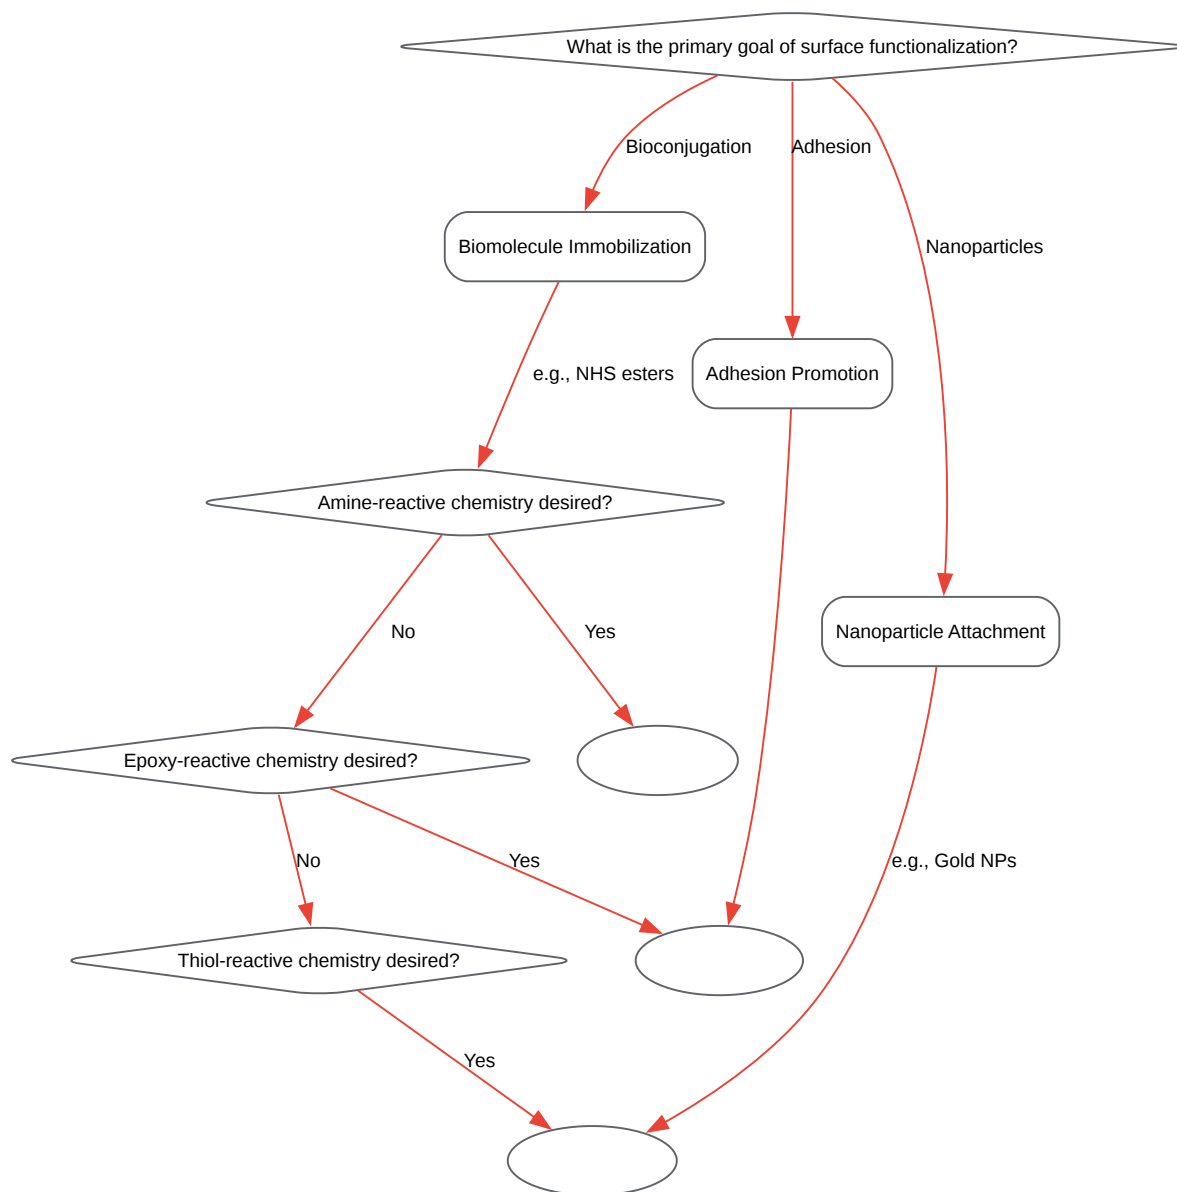 What is the primary goal of surface functionalization?
Bioconjugation
Adhesion
Biomolecule Immobilization
Nanoparticles
e.g., NHS esters
Adhesion Promotion
Amine-reactive chemistry desired?
No
Yes
Nanoparticle Attachment
Epoxy-reactive chemistry desired?
No
Yes
e.g., Gold NPs
Thiol-reactive chemistry desired?
Yes